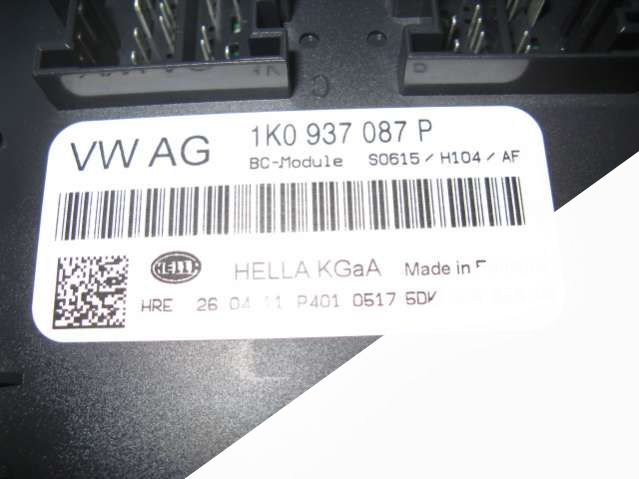 VW AG
1K0 937 087 P
BC-Module S0615 / H104 / AF
HELLA
HELLA KGaA Made in
HRE 26 04 11 P401 0517 5DK